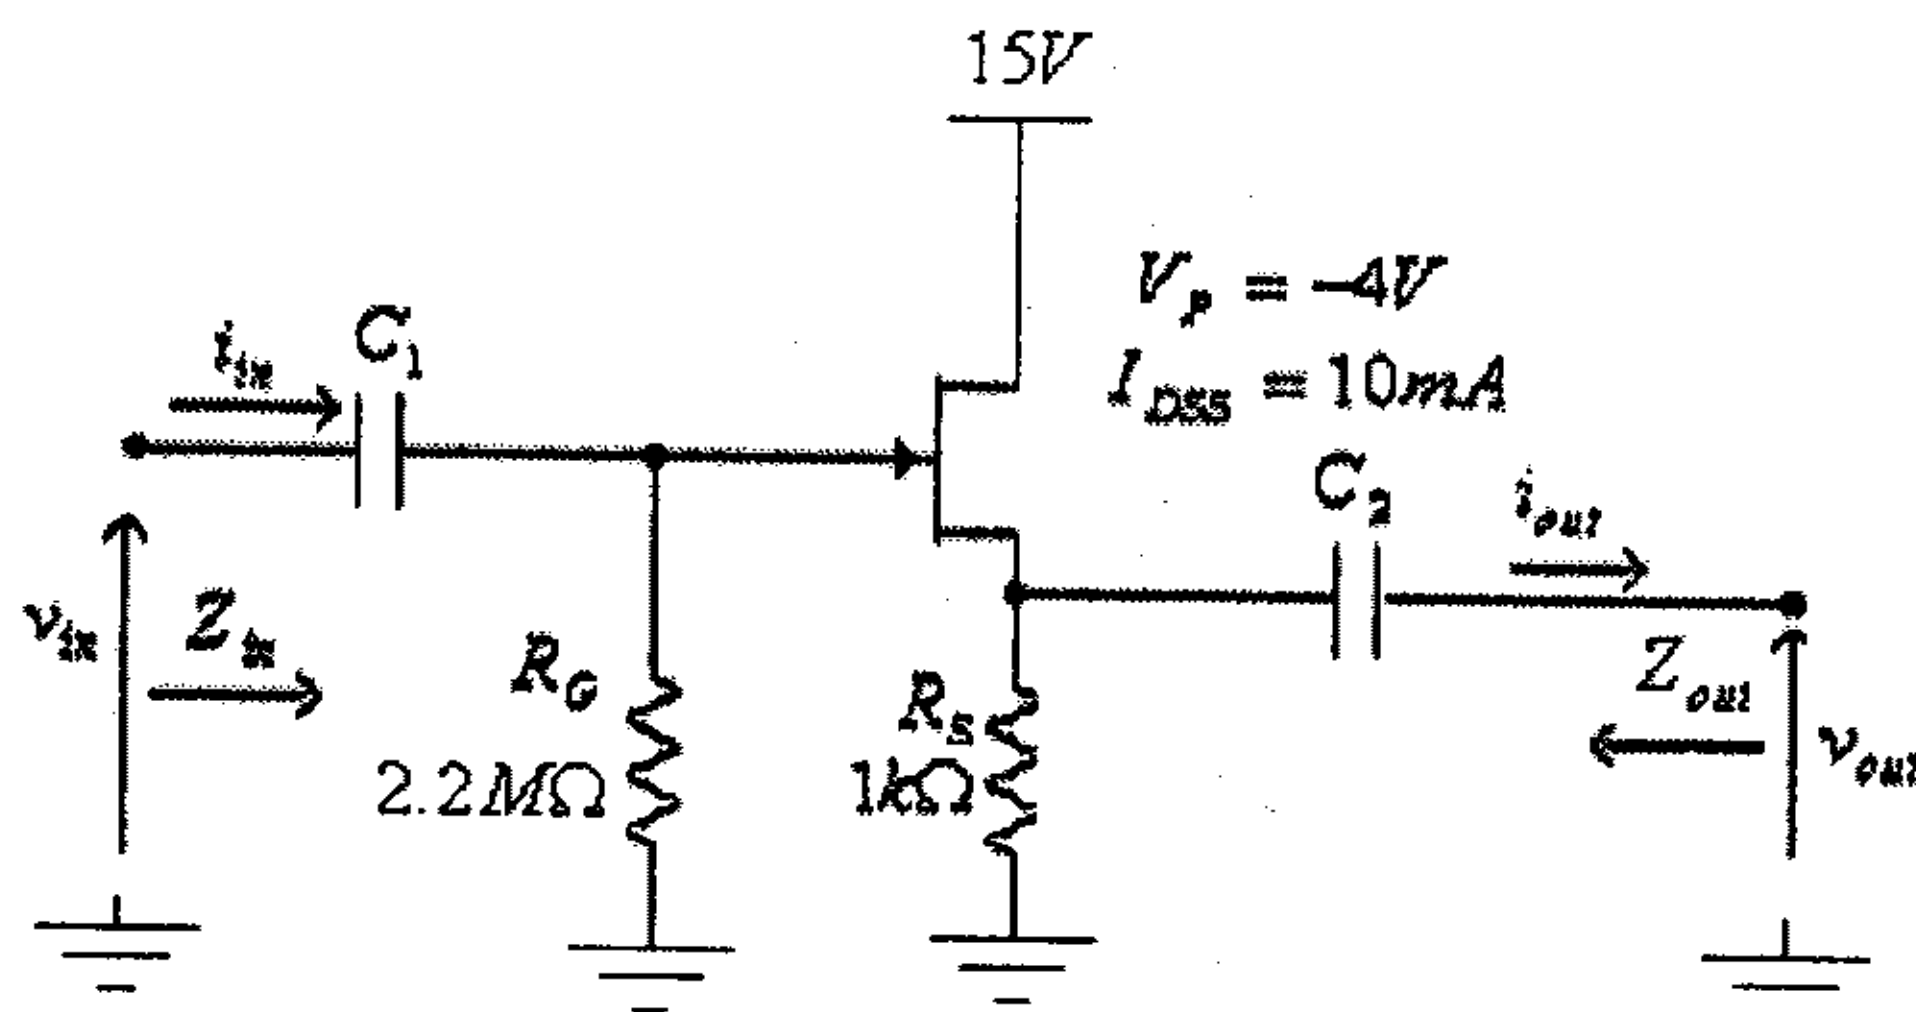 15V
V_P = -4V
I_DSS = 10mA
i_in
C_1
C_2
i_out
v_in
Z_in
R_G
2.2MΩ
R_S
1kΩ
Z_out
v_out